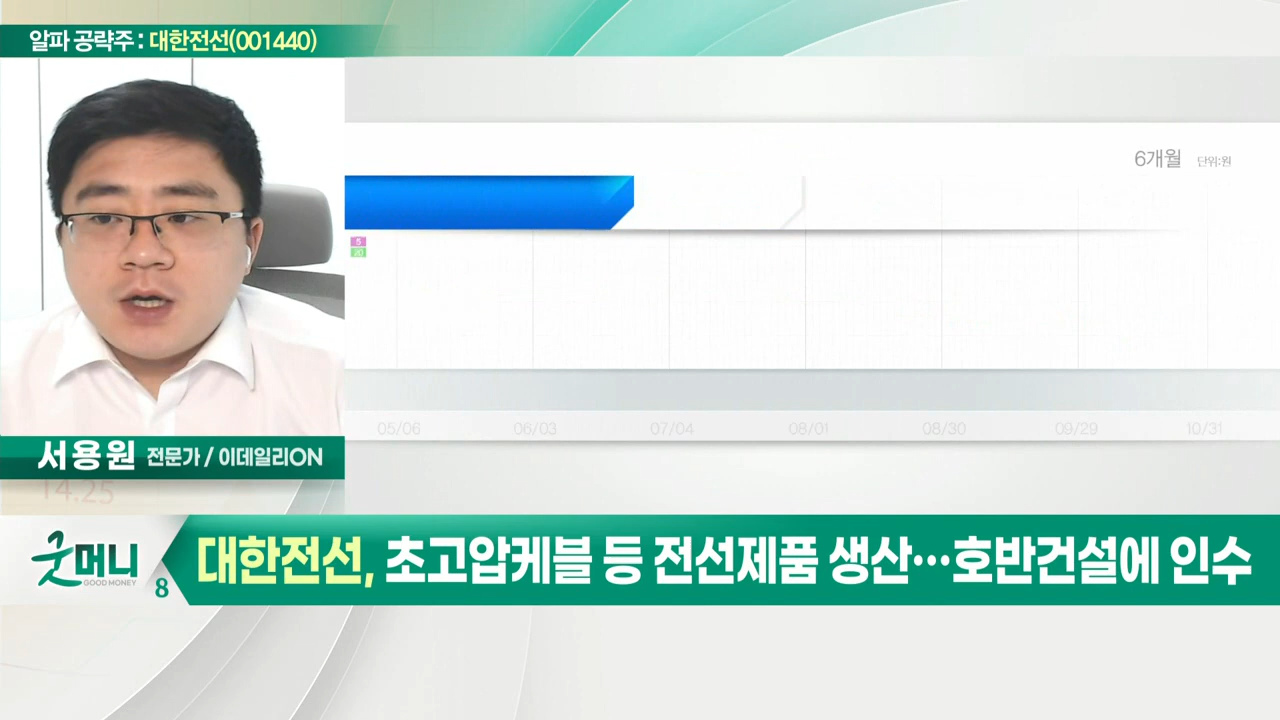 알파 공략주 : 대한전선(001440)
6개월 단위:원
5
20
05/06 06/03 07/04 08/01 08/30 09/29 10/31
서용원 전문가 / 이데일리ON
14.25
굿머니 GOOD MONEY 8
대한전선, 초고압케블 등 전선제품 생산…호반건설에 인수